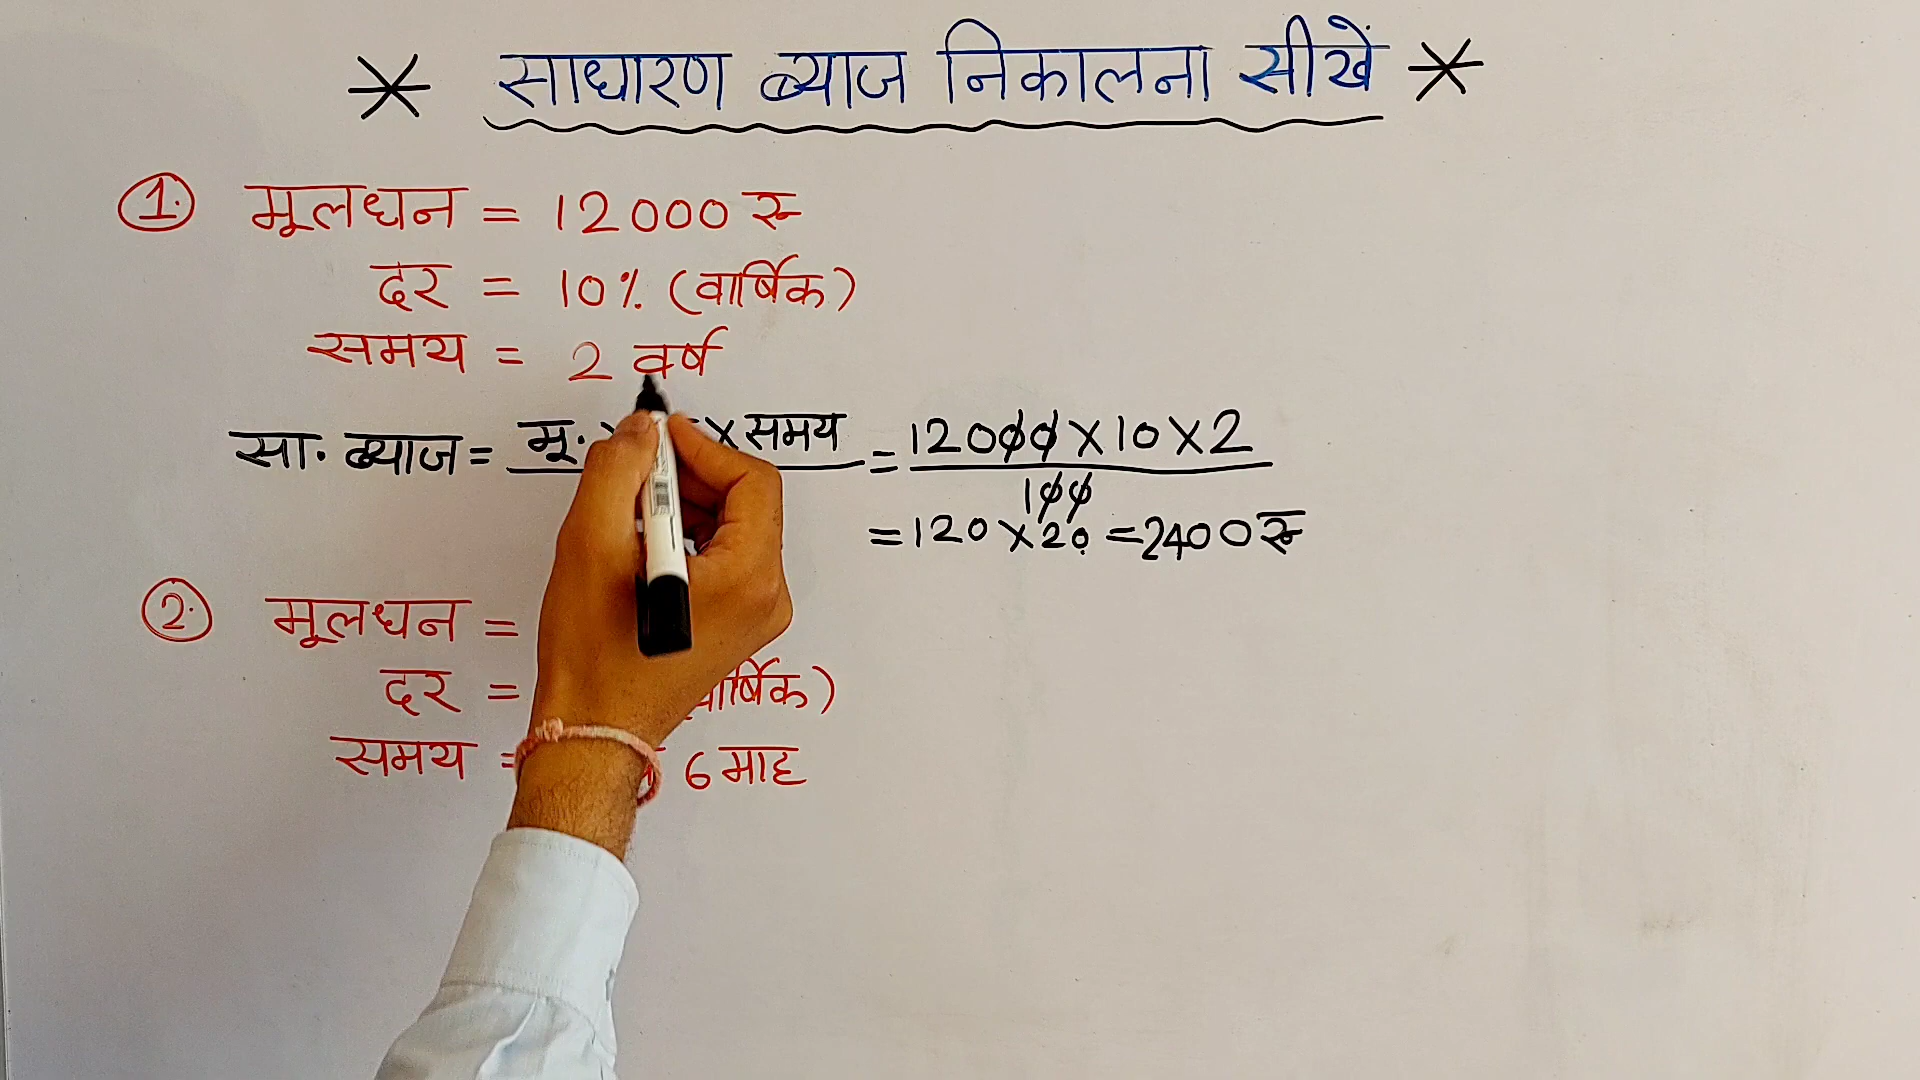 * साधारण ब्याज निकालना सीखें *
1. मूलधन = 12000 रु
दर = 10% (वार्षिक)
समय = 2 वर्ष
सा. ब्याज = मू. × × समय = 12000 × 10 × 2
100
= 120 × 20 = 2400 रु
2. मूलधन =
दर = (वार्षिक)
समय = 6 माह